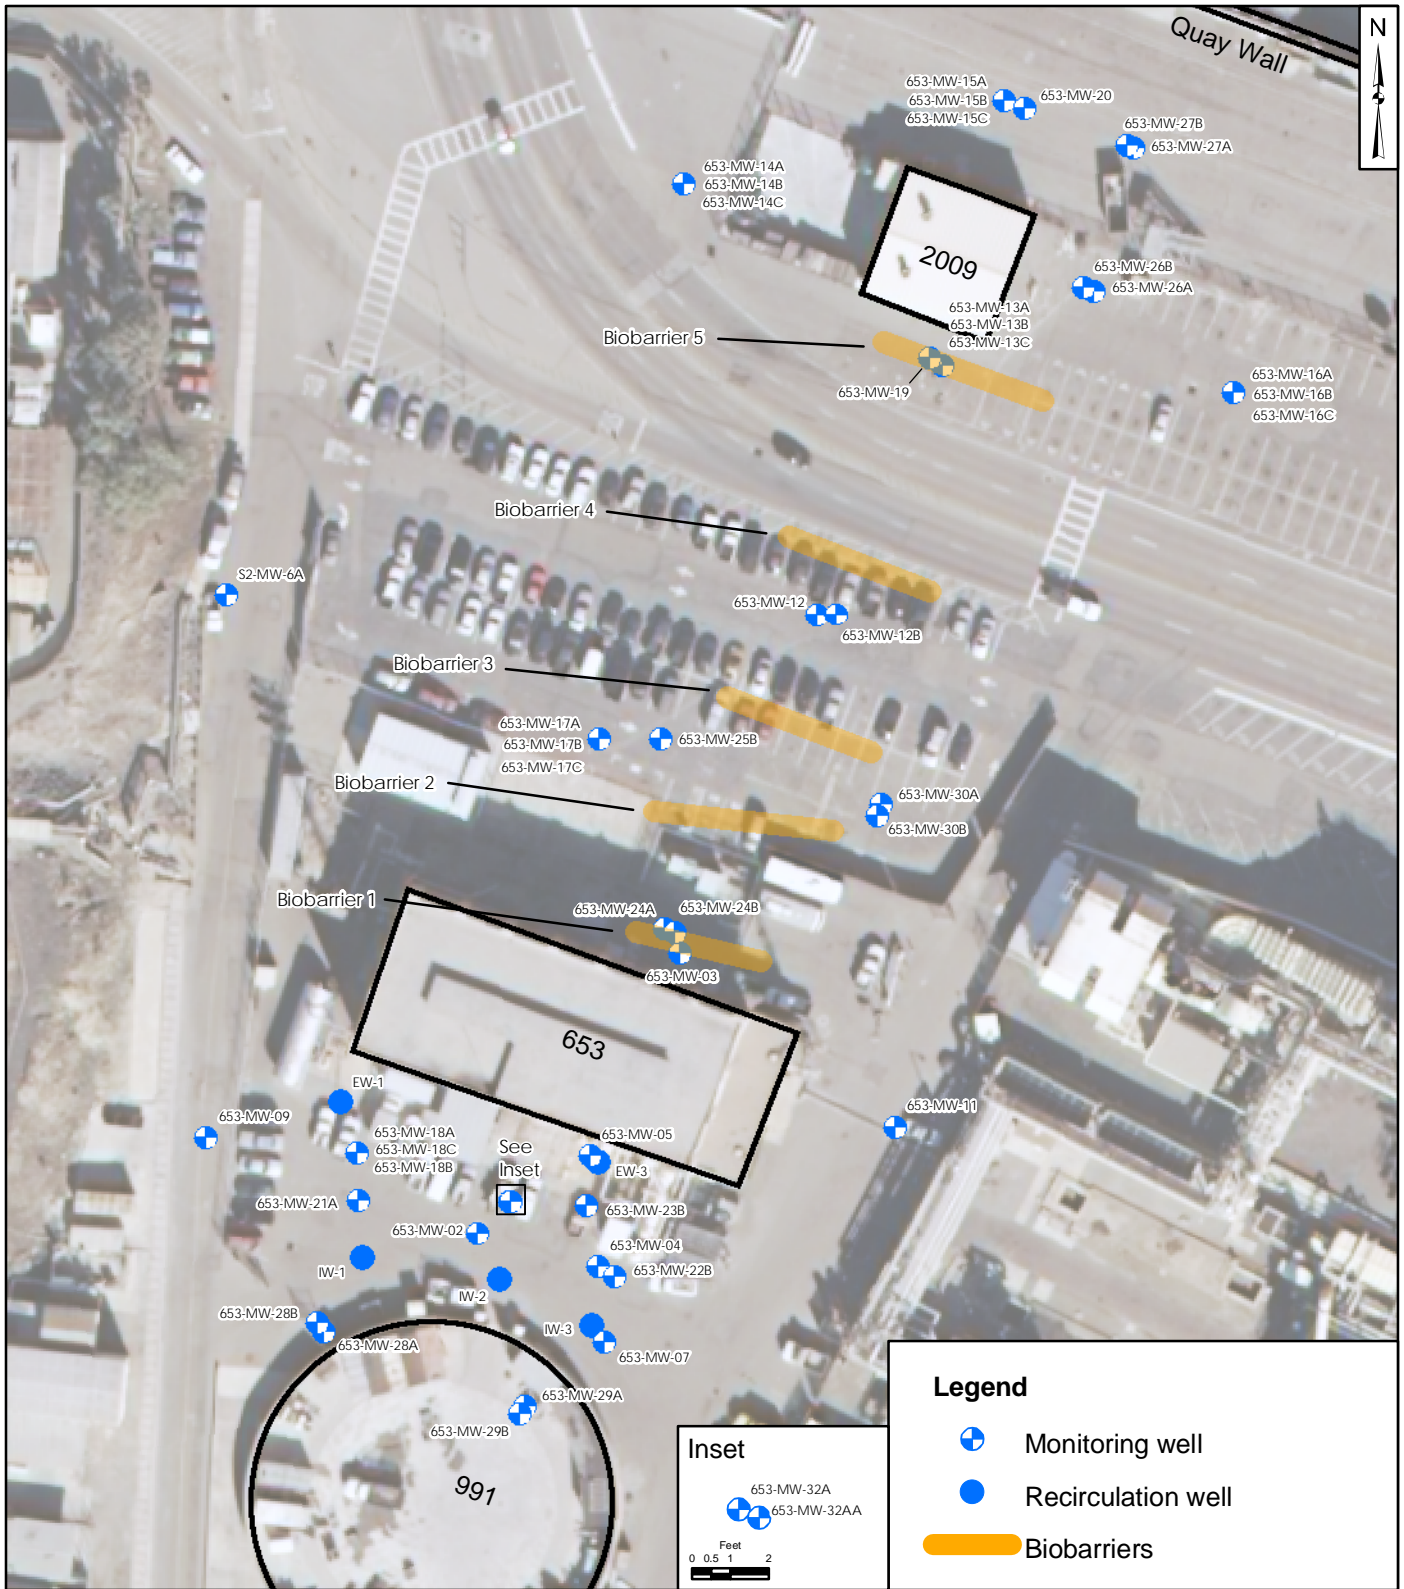 Quay Wall
N
653-MW-15A
653-MW-15B
653-MW-15C
653-MW-20
653-MW-27B
653-MW-27A
653-MW-14A
653-MW-14B
653-MW-14C
2009
653-MW-26B
653-MW-26A
653-MW-13A
653-MW-13B
653-MW-13C
Biobarrier 5
653-MW-19
653-MW-16A
653-MW-16B
653-MW-16C
Biobarrier 4
S2-MW-6A
653-MW-12
653-MW-12B
Biobarrier 3
653-MW-17A
653-MW-17B
653-MW-17C
653-MW-25B
Biobarrier 2
653-MW-30A
653-MW-30B
Biobarrier 1
653-MW-24A
653-MW-24B
653-MW-03
653
EW-1
653-MW-09
653-MW-18A
653-MW-18C
653-MW-18B
See
Inset
653-MW-05
EW-3
653-MW-11
653-MW-21A
653-MW-02
653-MW-23B
653-MW-04
653-MW-22B
IW-1
IW-2
653-MW-28B
653-MW-28A
IW-3
653-MW-07
653-MW-29A
653-MW-29B
991
Inset
653-MW-32A
653-MW-32AA
Feet
0 0.5 1 2
Legend
Monitoring well
Recirculation well
Biobarriers